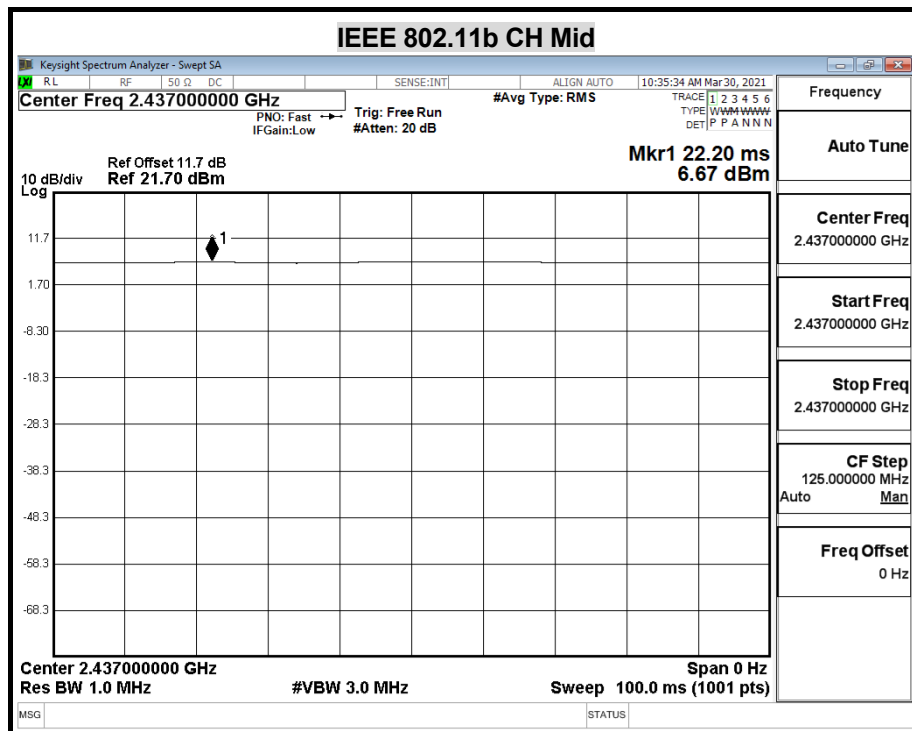 IEEE 802.11b CH Mid
Keysight Spectrum Analyzer - Swept SA
LXI RL RF 50 Ω DC SENSE:INT ALIGN AUTO 10:35:34 AM Mar 30, 2021
Center Freq 2.437000000 GHz
PNO: Fast
IFGain:Low
Trig: Free Run
#Atten: 20 dB
#Avg Type: RMS
TRACE 1 2 3 4 5 6
TYPE WWMWWWW
DET P P A N N N
Mkr1 22.20 ms
6.67 dBm
Ref Offset 11.7 dB
10 dB/div Ref 21.70 dBm
Log
1
11.7
1.70
-8.30
-18.3
-28.3
-38.3
-48.3
-58.3
-68.3
Center 2.437000000 GHz Span 0 Hz
Res BW 1.0 MHz #VBW 3.0 MHz Sweep 100.0 ms (1001 pts)
MSG STATUS
Frequency
Auto Tune
Center Freq
2.437000000 GHz
Start Freq
2.437000000 GHz
Stop Freq
2.437000000 GHz
CF Step
125.000000 MHz
Auto Man
Freq Offset
0 Hz